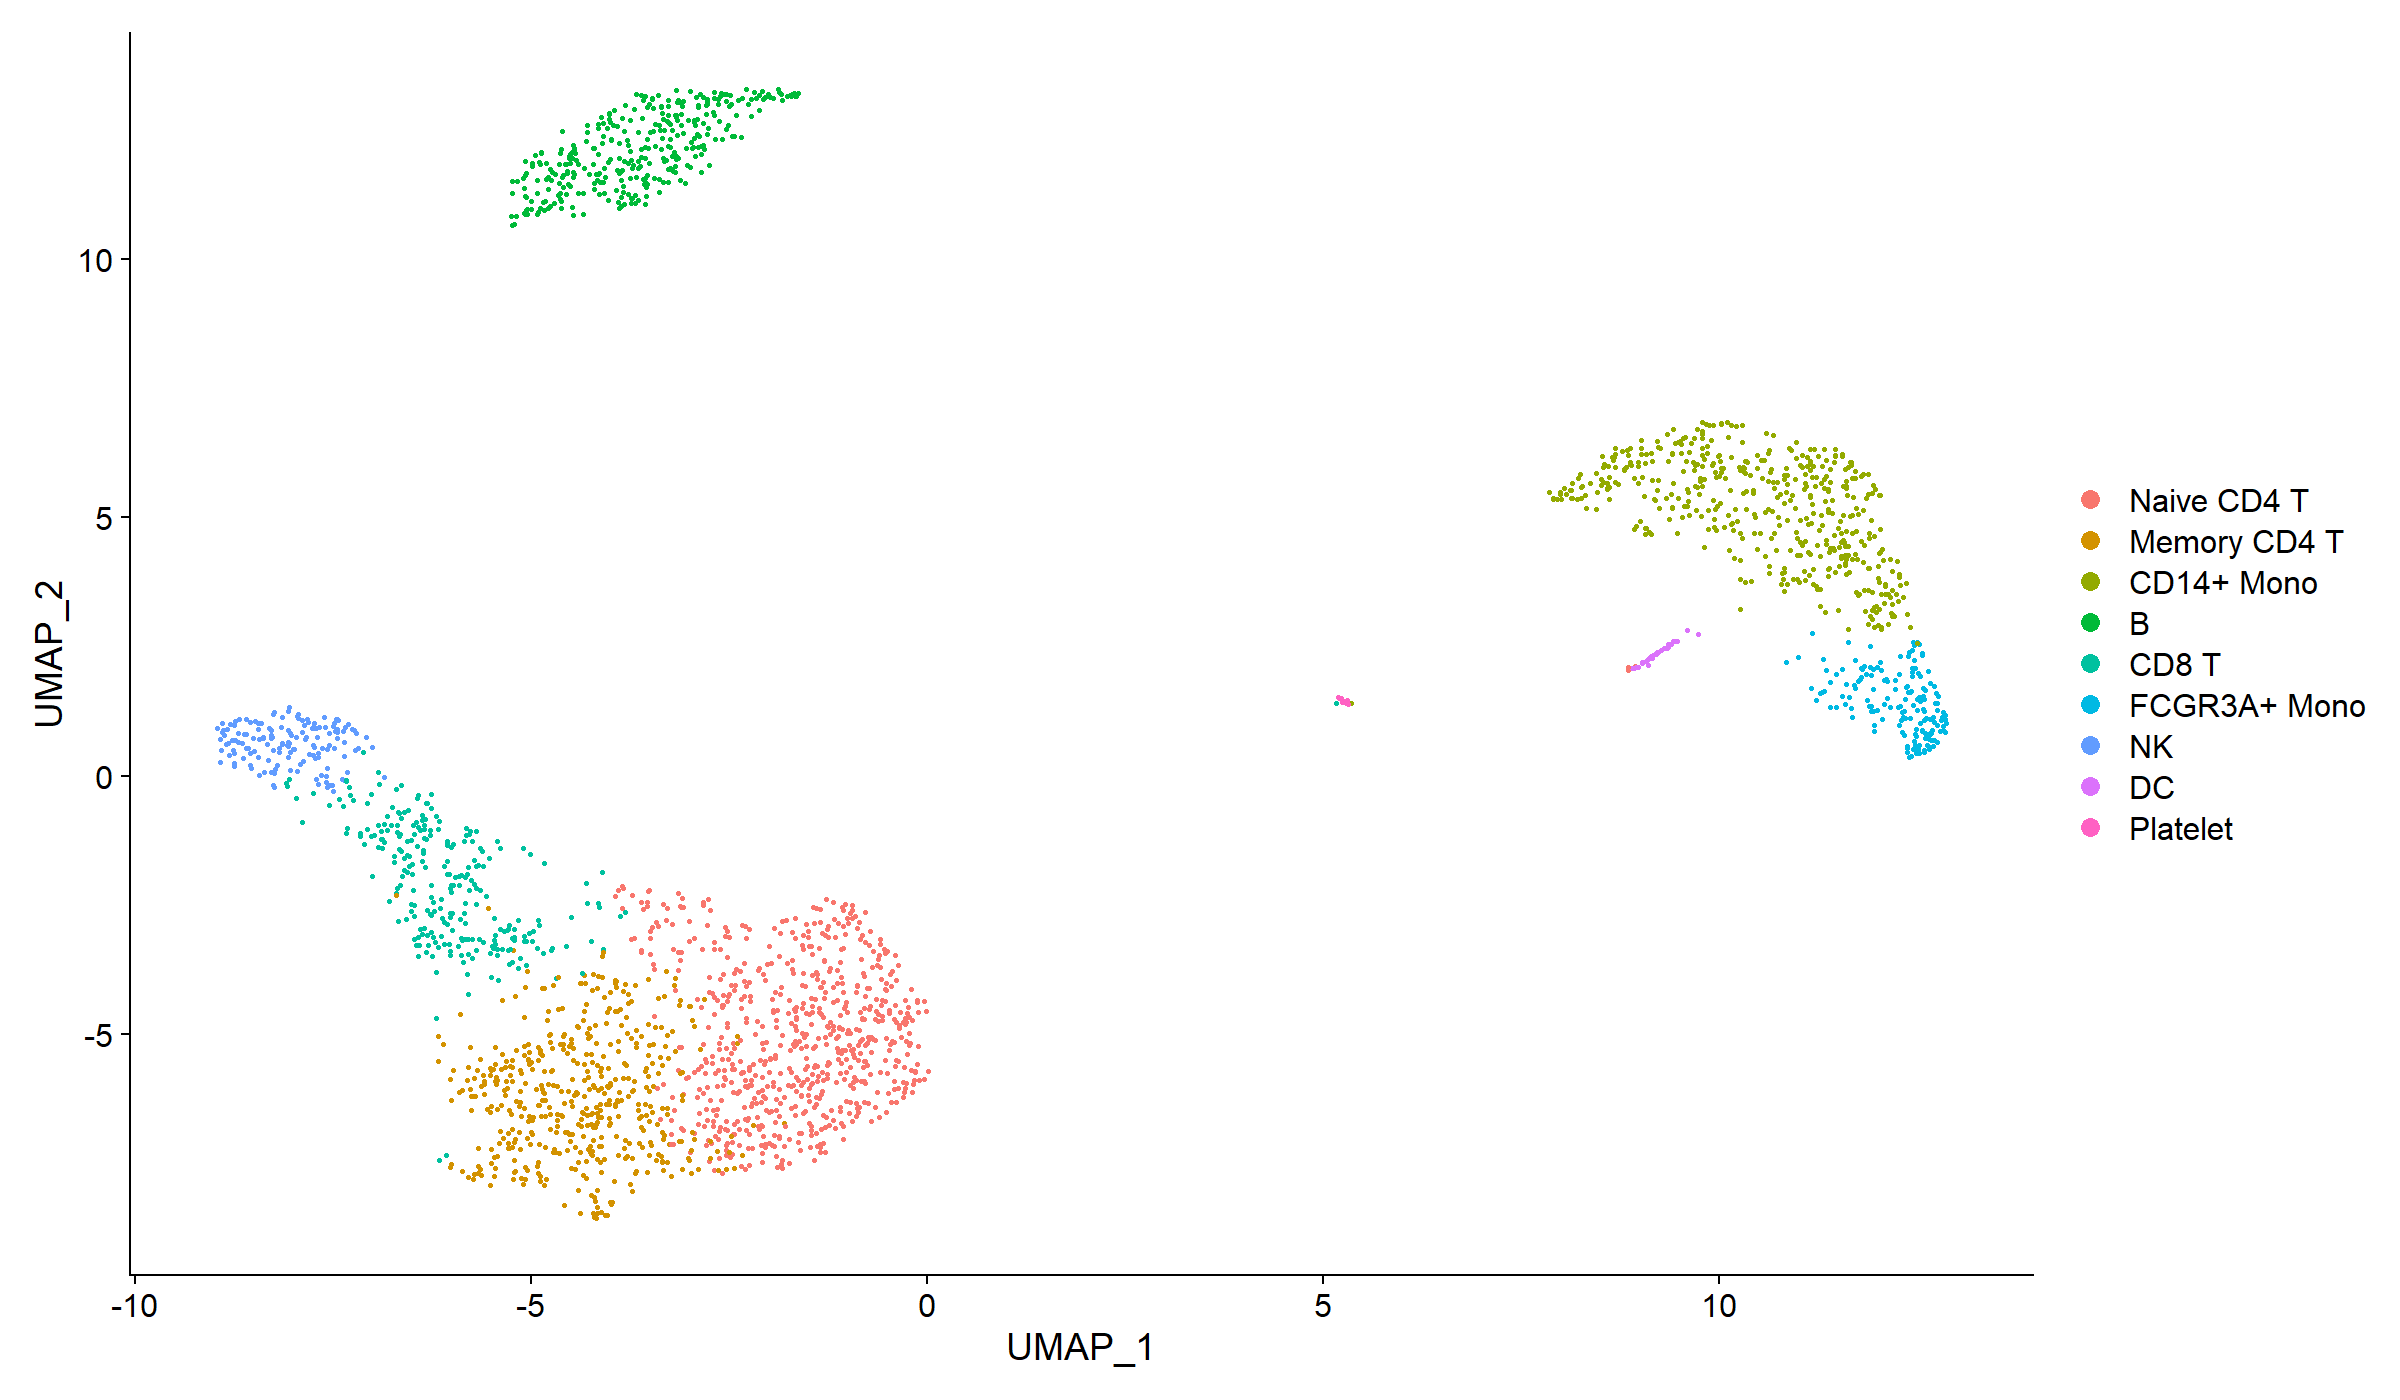 10
5
0
-5
UMAP_2
-10
-5
0
5
10
UMAP_1
Naive CD4 T
Memory CD4 T
CD14+ Mono
B
CD8 T
FCGR3A+ Mono
NK
DC
Platelet